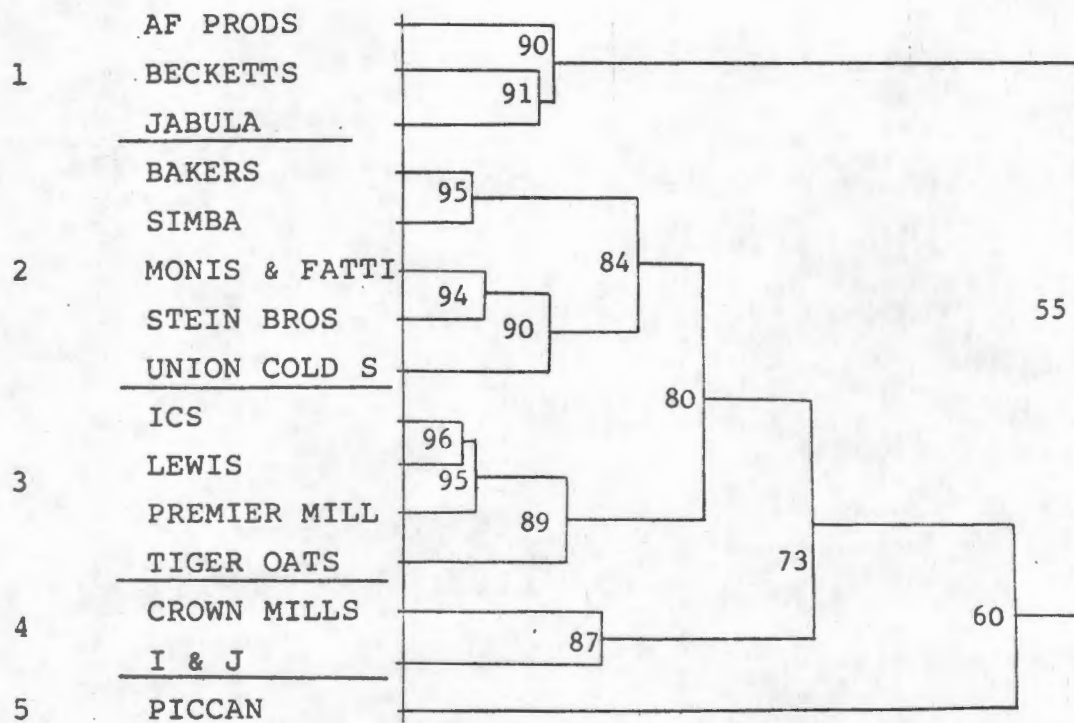 AF PRODS
90
1 BECKETTS
91
JABULA
BAKERS
95
SIMBA
84
2 MONIS & FATTI
94
STEIN BROS
90
55
UNION COLD S
80
ICS
96
LEWIS
95
3
PREMIER MILL
89
TIGER OATS
73
CROWN MILLS
60
4
87
I & J
5 PICCAN